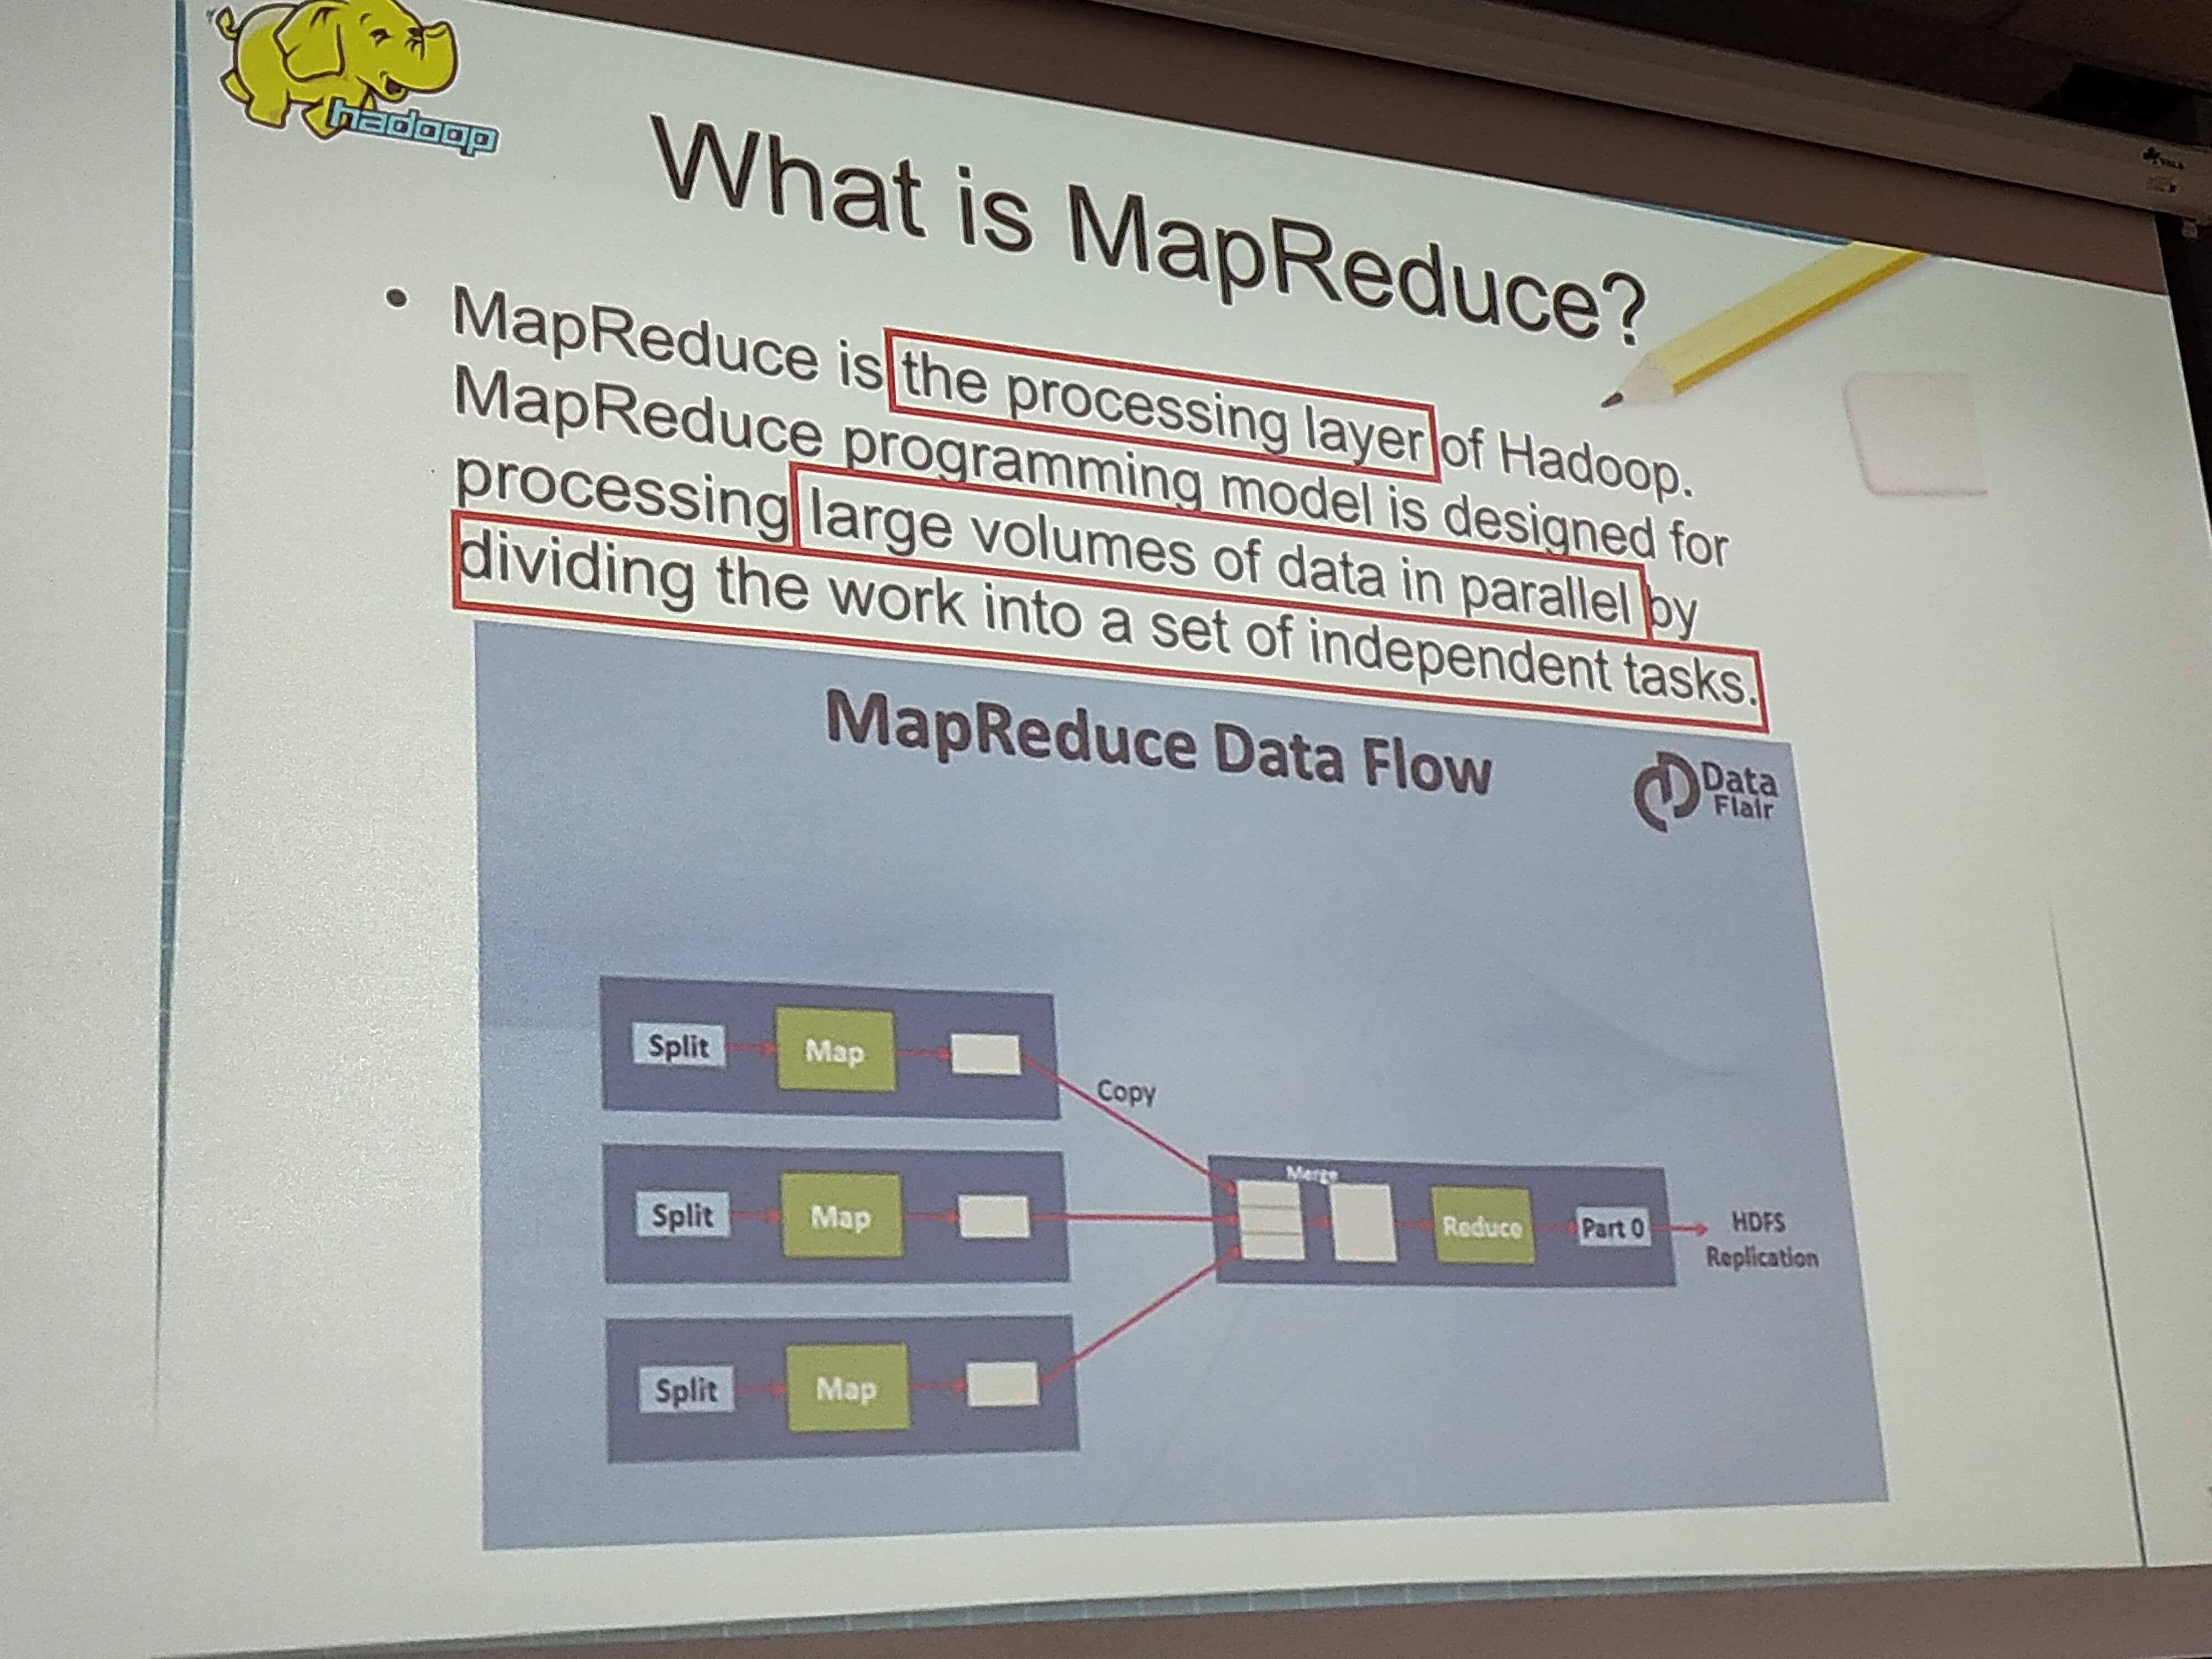 hadoop
What is MapReduce?
• MapReduce is the processing layer of Hadoop.
MapReduce programming model is designed for
processing large volumes of data in parallel by
dividing the work into a set of independent tasks.
MapReduce Data Flow
Data
Flair
Split
Map
Copy
Split
Map
Merge
Reduce
Part 0
HDFS
Replication
Split
Map